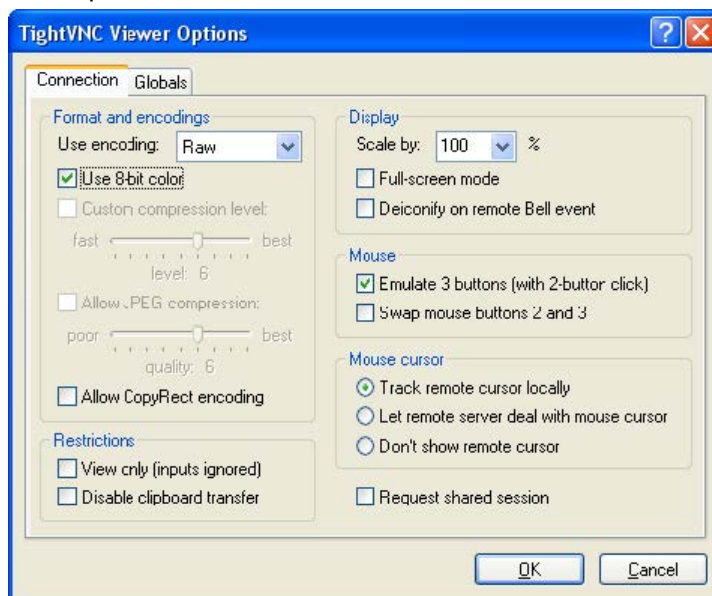 TightVNC Viewer Options
Connection
Globals
Format and encodings
Use encoding:
Raw
Use 8-bit color
Custom compression level:
fast
best
level: 6
Allow JPEG compression:
poor
best
quality: 6
Allow CopyRect encoding
Restrictions
View only (inputs ignored)
Disable clipboard transfer
Display
Scale by:
100
%
Full-screen mode
Deiconify on remote Bell event
Mouse
Emulate 3 buttons (with 2-button click)
Swap mouse buttons 2 and 3
Mouse cursor
Track remote cursor locally
Let remote server deal with mouse cursor
Don't show remote cursor
Request shared session
OK
Cancel